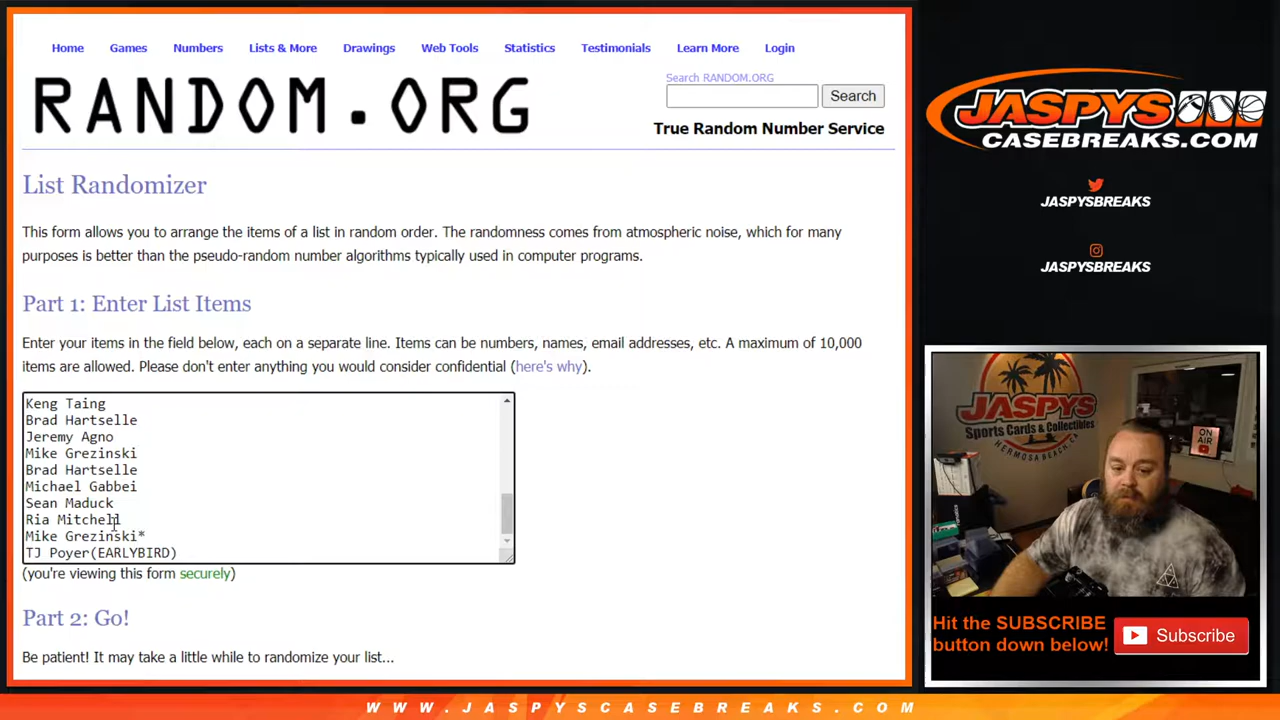 Home Games Numbers Lists & More Drawings Web Tools Statistics Testimonials Learn More Login
RANDOM.ORG
Search RANDOM.ORG
Search
True Random Number Service
List Randomizer
This form allows you to arrange the items of a list in random order. The randomness comes from atmospheric noise, which for many
purposes is better than the pseudo-random number algorithms typically used in computer programs.
Part 1: Enter List Items
Enter your items in the field below, each on a separate line. Items can be numbers, names, email addresses, etc. A maximum of 10,000
items are allowed. Please don't enter anything you would consider confidential (here's why).
Keng Taing
Brad Hartselle
Jeremy Agno
Mike Grezinski
Brad Hartselle
Michael Gabbei
Sean Maduck
Ria Mitchell
Mike Grezinski*
TJ Poyer(EARLYBIRD)
(you're viewing this form securely)
Part 2: Go!
Be patient! It may take a little while to randomize your list...
JASPYS
CASEBREAKS.COM
JASPYSBREAKS
JASPYSBREAKS
JASPYS
Sports Cards & Collectibles
HERMOSA BEACH, CA
ON
AIR
Hit the SUBSCRIBE
button down below!
Subscribe
WWW.JASPYSCASEBREAKS.COM